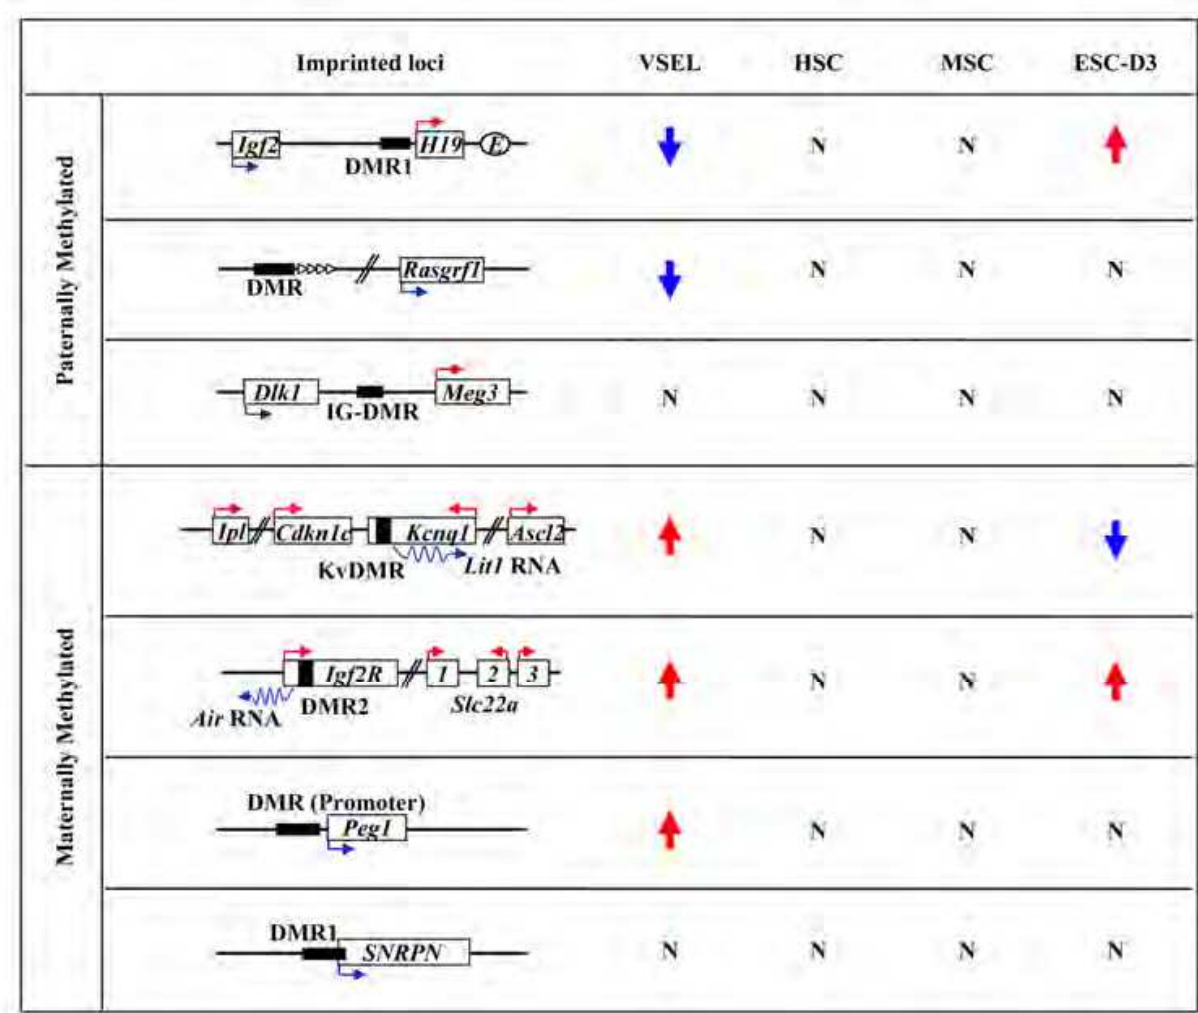 Imprinted loci VSEL HSC MSC ESC-D3
Paternally Methylated
Igf2 H19 E
DMR1
N N
Rasgrf1
DMR
N N N
Dlk1 Meg3
IG-DMR
N N N N
Maternally Methylated
Ipl Cdkn1c Kcnq1 Ascl2
KvDMR Lit1 RNA
N N
Igf2R 1 2 3
Air RNA DMR2 Slc22a
N N
DMR (Promoter)
Peg1
N N N
DMR1
SNRPN
N N N N